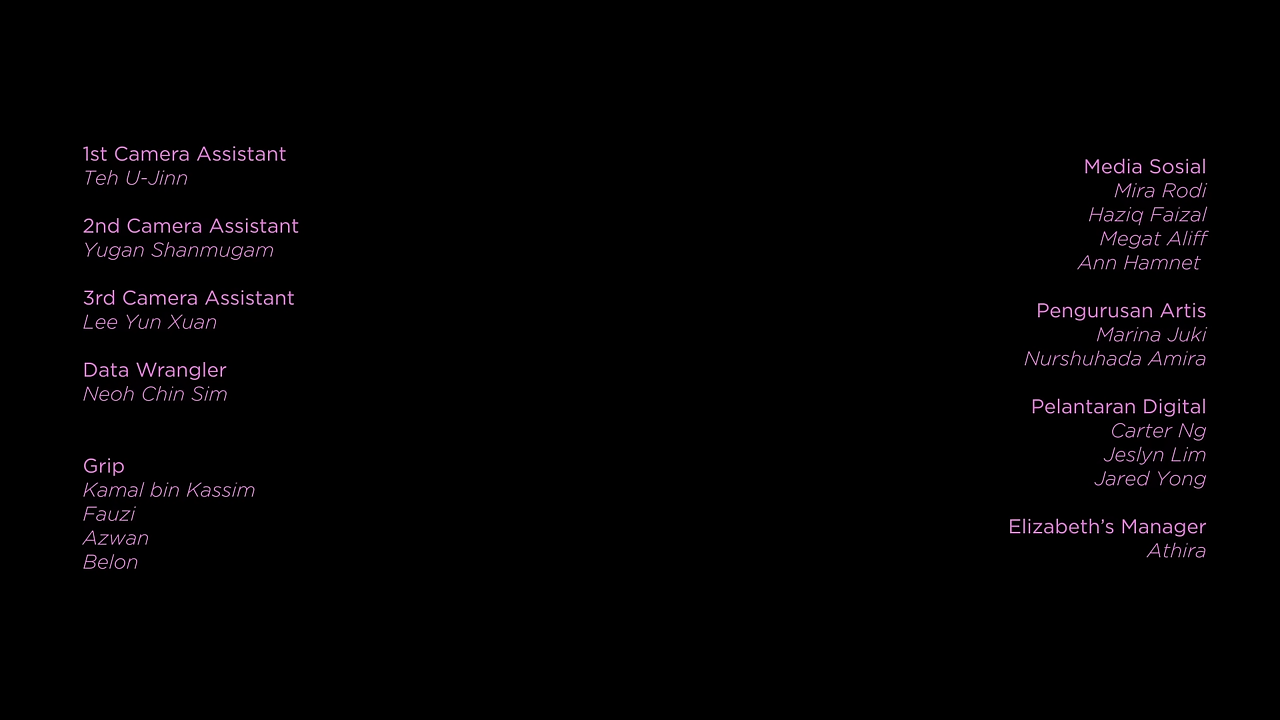 1st Camera Assistant
Teh U-Jinn
2nd Camera Assistant
Yugan Shanmugam
3rd Camera Assistant
Lee Yun Xuan
Data Wrangler
Neoh Chin Sim
Grip
Kamal bin Kassim
Fauzi
Azwan
Belon
Media Sosial
Mira Rodi
Haziq Faizal
Megat Aliff
Ann Hamnet
Pengurusan Artis
Marina Juki
Nurshuhada Amira
Pelantaran Digital
Carter Ng
Jeslyn Lim
Jared Yong
Elizabeth’s Manager
Athira